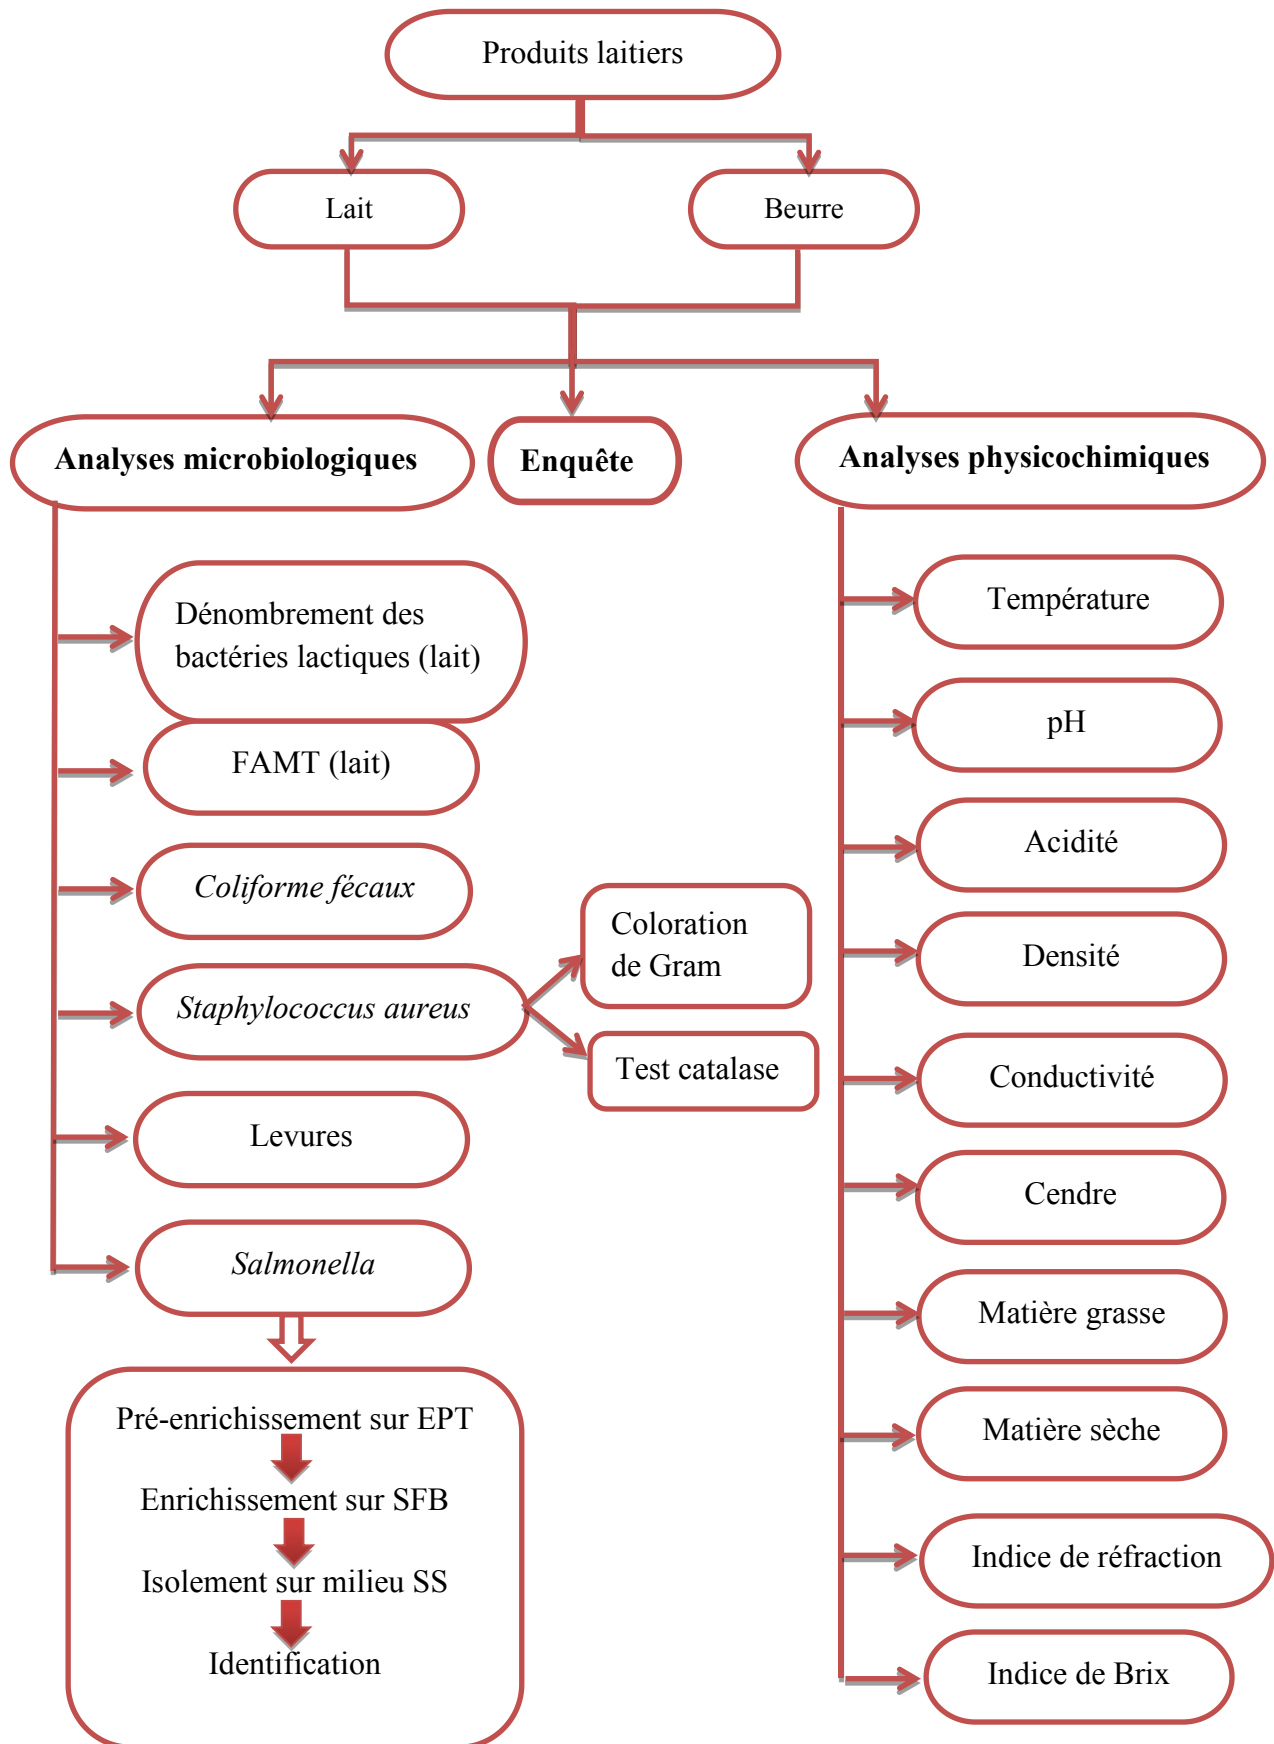 Produits laitiers
Lait
Beurre
Analyses microbiologiques
Enquête
Analyses physicochimiques
Dénombrement des
bactéries lactiques (lait)
FAMT (lait)
Coliforme fécaux
Staphylococcus aureus
Coloration
de Gram
Test catalase
Levures
Salmonella
Pré-enrichissement sur EPT
Enrichissement sur SFB
Isolement sur milieu SS
Identification
Température
pH
Acidité
Densité
Conductivité
Cendre
Matière grasse
Matière sèche
Indice de réfraction
Indice de Brix